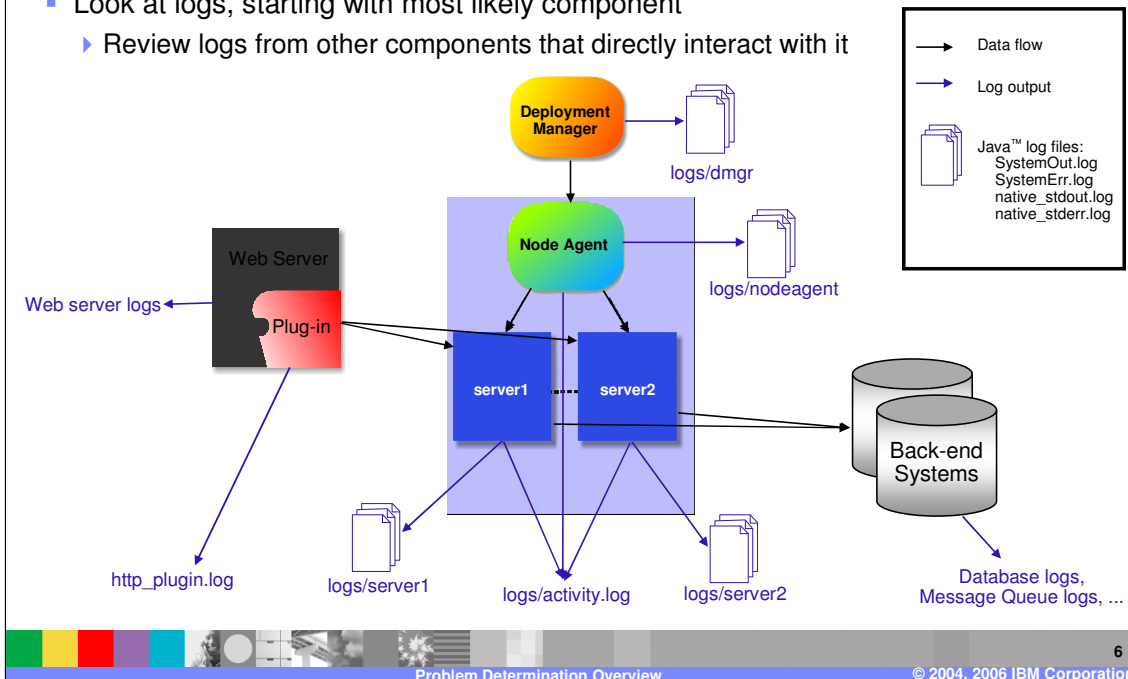 Look at logs, starting with most likely component
Review logs from other components that directly interact with it
Data flow
Log output
Java™ log files:
SystemOut.log
SystemErr.log
native_stdout.log
native_stderr.log
Deployment
Manager
logs/dmgr
Node Agent
logs/nodeagent
Web Server
Web server logs
Plug-in
server1
server2
Back-end
Systems
http_plugin.log
logs/server1
logs/activity.log
logs/server2
Database logs,
Message Queue logs, ...
6
Problem Determination Overview
© 2004, 2006 IBM Corporation